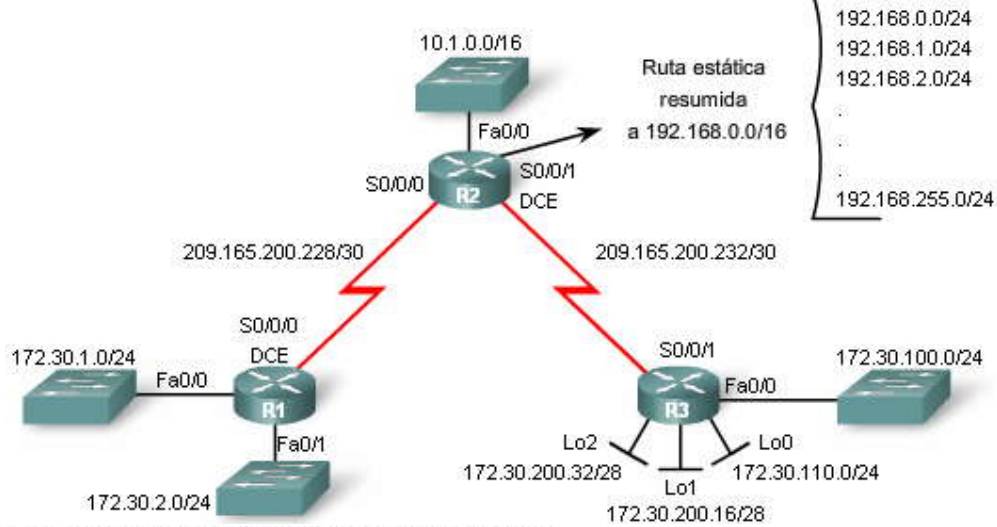 192.168.0.0/24
192.168.1.0/24
192.168.2.0/24
.
.
.
192.168.255.0/24
10.1.0.0/16
Ruta estática
resumida
a 192.168.0.0/16
Fa0/0
S0/0/0
S0/0/1
R2
DCE
209.165.200.228/30
209.165.200.232/30
S0/0/0
DCE
172.30.1.0/24
Fa0/0
R1
Fa0/1
172.30.2.0/24
S0/0/1
172.30.100.0/24
Fa0/0
R3
Lo2
Lo0
172.30.200.32/28
172.30.110.0/24
Lo1
172.30.200.16/28